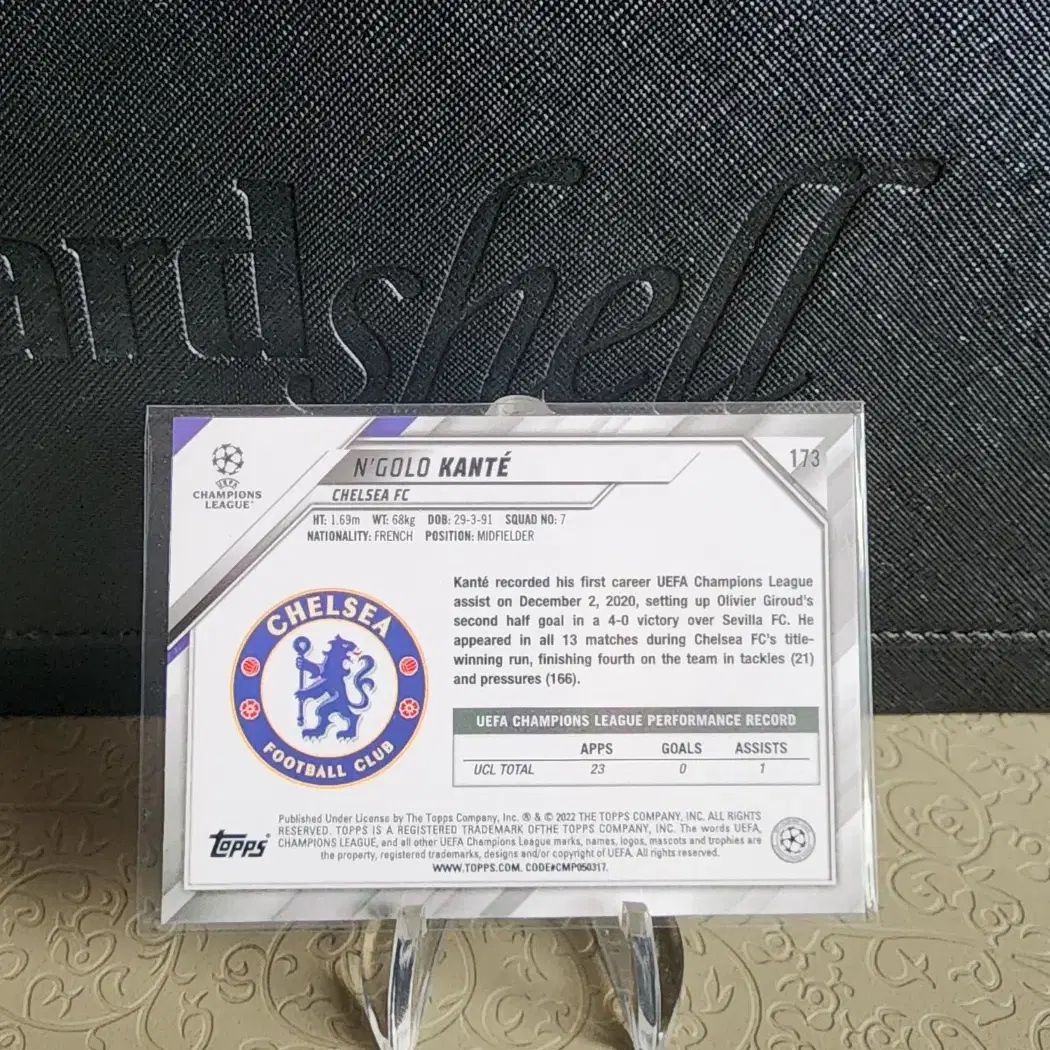 ard shell
UEFA
CHAMPIONS
LEAGUE
N'GOLO KANTÉ
173
CHELSEA FC
HT: 1.69m WT: 68kg DOB: 29-3-91 SQUAD NO: 7
NATIONALITY: FRENCH POSITION: MIDFIELDER
CHELSEA
FOOTBALL CLUB
Kanté recorded his first career UEFA Champions League
assist on December 2, 2020, setting up Olivier Giroud's
second half goal in a 4-0 victory over Sevilla FC. He
appeared in all 13 matches during Chelsea FC's title-
winning run, finishing fourth on the team in tackles (21)
and pressures (166).
UEFA CHAMPIONS LEAGUE PERFORMANCE RECORD
APPS GOALS ASSISTS
UCL TOTAL 23 0 1
Topps®
Published Under License by The Topps Company, Inc. ® & © 2022 THE TOPPS COMPANY, INC. ALL RIGHTS
RESERVED. TOPPS IS A REGISTERED TRADEMARK OFTHE TOPPS COMPANY, INC. The words UEFA,
CHAMPIONS LEAGUE, and all other UEFA Champions League marks, names, logos, mascots and trophies are
the property, registered trademarks, designs and/or copyright of UEFA. All rights reserved.
WWW.TOPPS.COM. CODE#CMP050317.